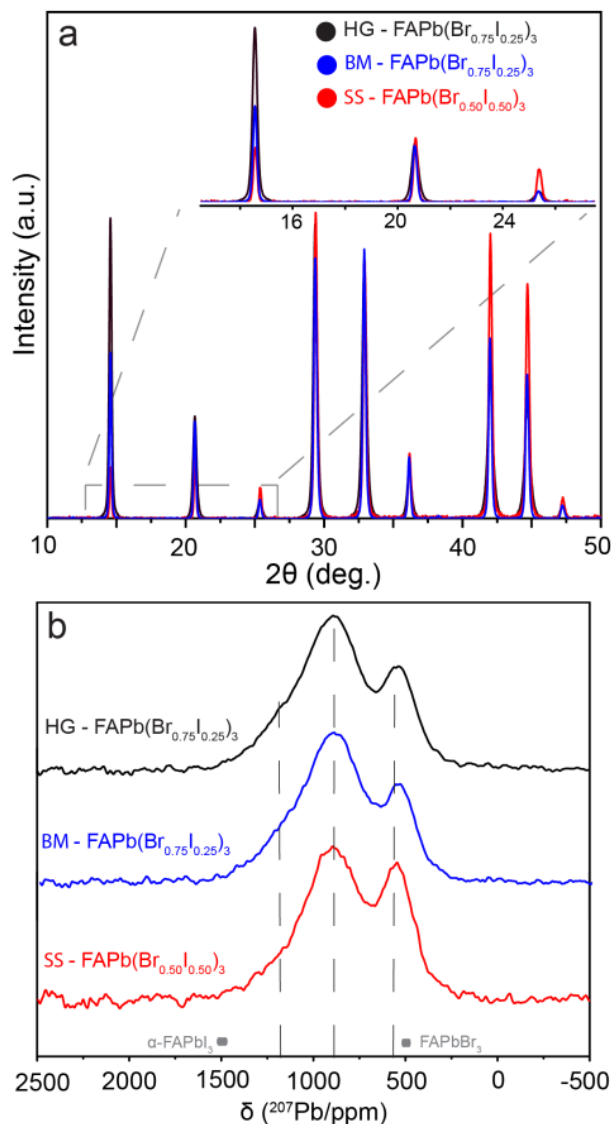 a
HG - FAPb(Br0.75I0.25)3
BM - FAPb(Br0.75I0.25)3
SS - FAPb(Br0.50I0.50)3
16 20 24
Intensity (a.u.)
10 20 30 40 50
2θ (deg.)
b
HG - FAPb(Br0.75I0.25)3
BM - FAPb(Br0.75I0.25)3
SS - FAPb(Br0.50I0.50)3
α-FAPbI3 FAPbBr3
2500 2000 1500 1000 500 0 -500
δ (207Pb/ppm)